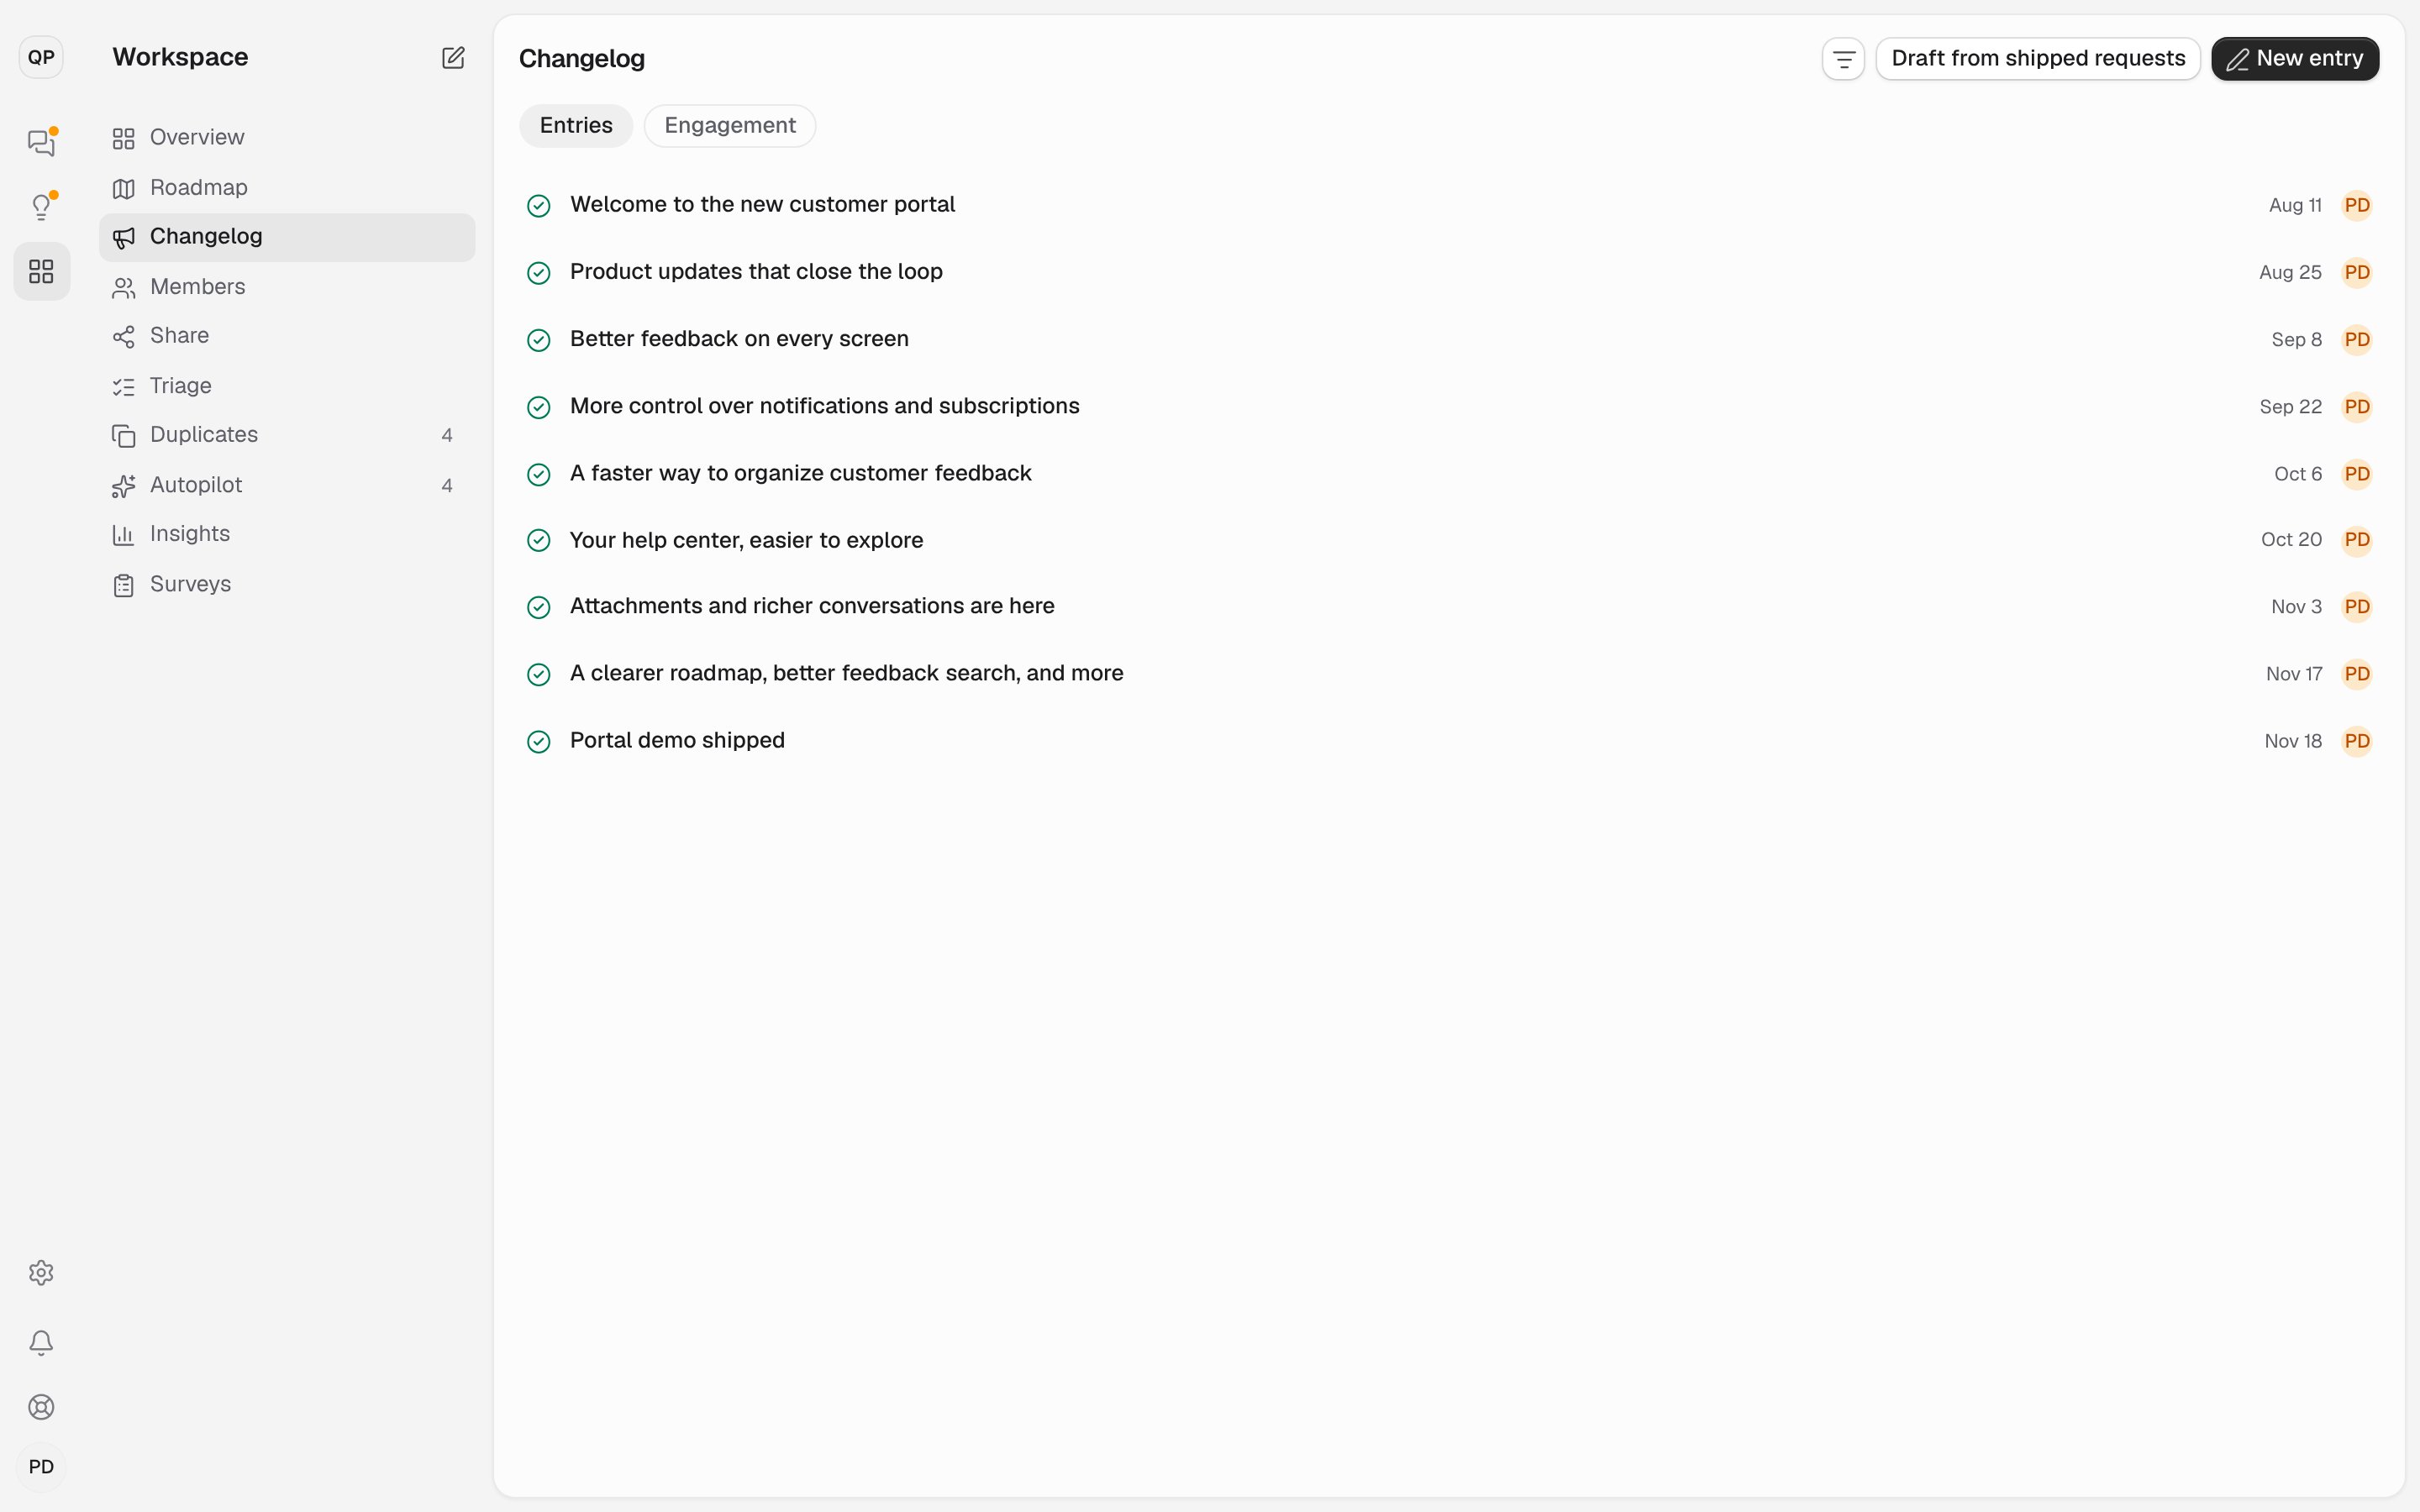 QP
Workspace
Overview
Roadmap
Changelog
Members
Share
Triage
Duplicates 4
Autopilot 4
Insights
Surveys
PD
Changelog
Draft from shipped requests
New entry
Entries
Engagement
Welcome to the new customer portal Aug 11 PD
Product updates that close the loop Aug 25 PD
Better feedback on every screen Sep 8 PD
More control over notifications and subscriptions Sep 22 PD
A faster way to organize customer feedback Oct 6 PD
Your help center, easier to explore Oct 20 PD
Attachments and richer conversations are here Nov 3 PD
A clearer roadmap, better feedback search, and more Nov 17 PD
Portal demo shipped Nov 18 PD